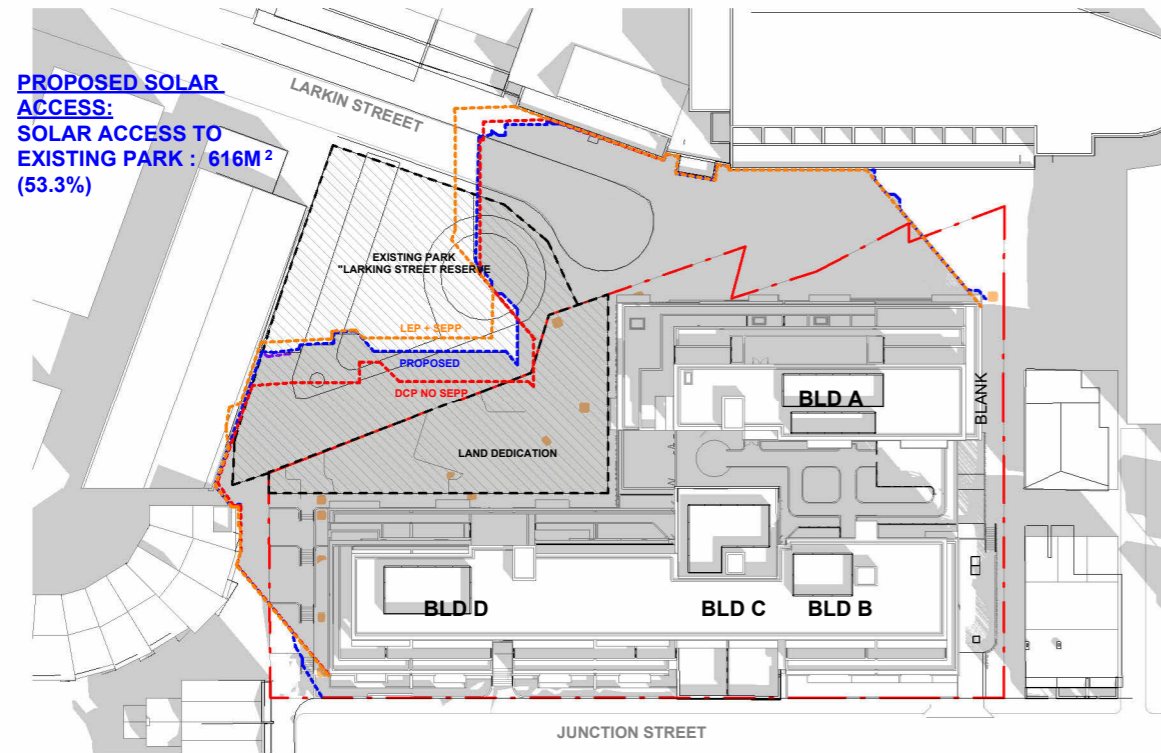 PROPOSED SOLAR
ACCESS:
SOLAR ACCESS TO
EXISTING PARK : 616M²
(53.3%)
LARKIN STREEET
EXISTING PARK
"LARKING STREET RESERVE
LEP + SEPP
PROPOSED
DCP NO SEPP
LAND DEDICATION
BLD A
BLANK
BLD D
BLD C
BLD B
JUNCTION STREET